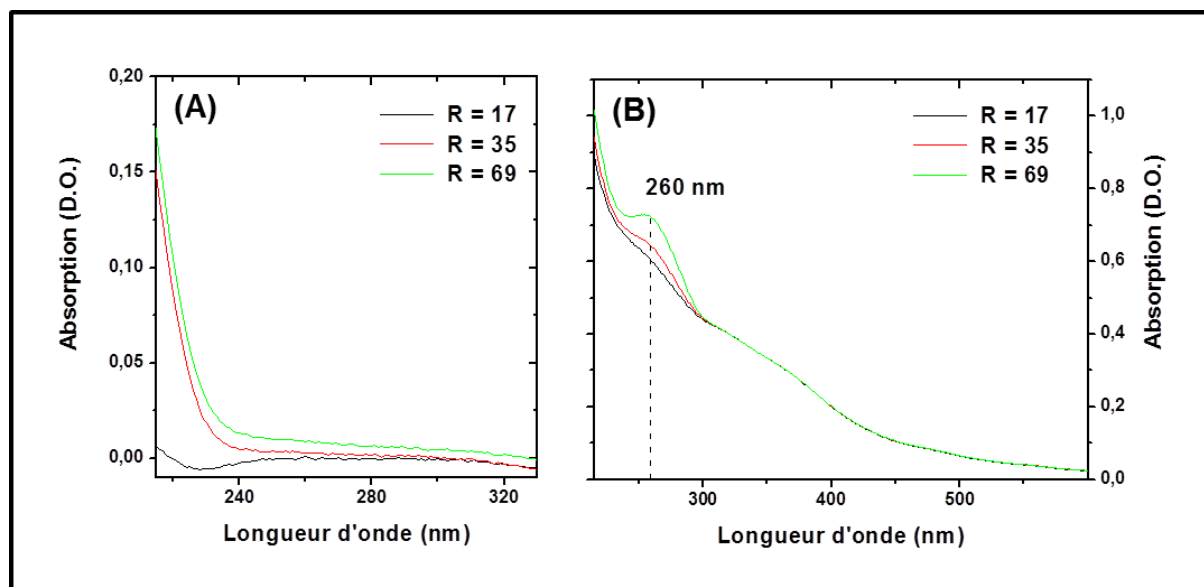 (A)
R = 17
R = 35
R = 69
0,20
0,15
0,10
0,05
0,00
Absorption (D.O.)
240
280
320
Longueur d'onde (nm)
(B)
R = 17
R = 35
R = 69
260 nm
1,0
0,8
0,6
0,4
0,2
0,0
Absorption (D.O.)
300
400
500
Longueur d'onde (nm)